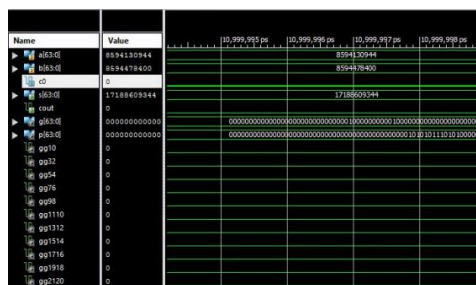 10,999,995 ps 10,999,996 ps 10,999,997 ps 10,999,998 ps
Name Value
a[63:0] 8594130944 8594130944
b[63:0] 8594478400 8594478400
c0 0
s[63:0] 17188609344 17188609344
cout 0
g[63:0] 000000000000
p[63:0] 000000000000
gg10 0
gg32 0
gg54 0
gg76 0
gg98 0
gg1110 0
gg1312 0
gg1514 0
gg1716 0
gg1918 0
gg2120 0